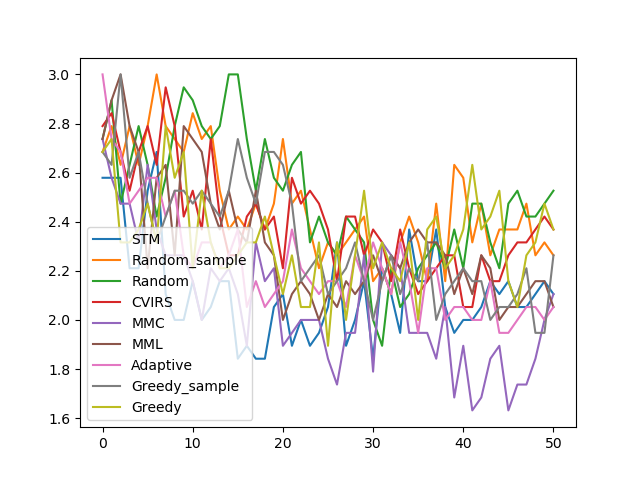 3.0
2.8
2.6
2.4
2.2
2.0
1.8
1.6
STM
Random_sample
Random
CVIRS
MMC
MML
Adaptive
Greedy_sample
Greedy
0 10 20 30 40 50